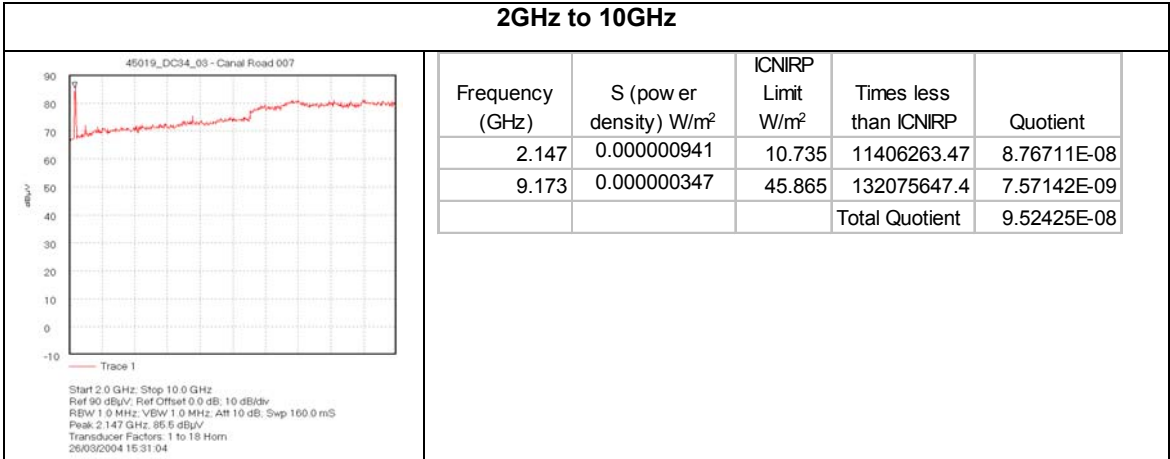 2GHz to 10GHz
45019_DC34_03 - Canal Road 007
90
80
70
60
50
40
30
20
10
0
-10
dBµV
Trace 1
Start 2.0 GHz; Stop 10.0 GHz
Ref 90 dBµV; Ref Offset 0.0 dB; 10 dB/div
RBW 1.0 MHz; VBW 1.0 MHz; Att 10 dB; Swp 160.0 mS
Peak 2.147 GHz, 85.5 dBµV
Transducer Factors: 1 to 18 Horn
26/03/2004 15:31:04
Frequency (GHz) S (pow er density) W/m² ICNIRP Limit W/m² Times less than ICNIRP Quotient
2.147 0.000000941 10.735 11406263.47 8.76711E-08
9.173 0.000000347 45.865 132075647.4 7.57142E-09
Total Quotient 9.52425E-08